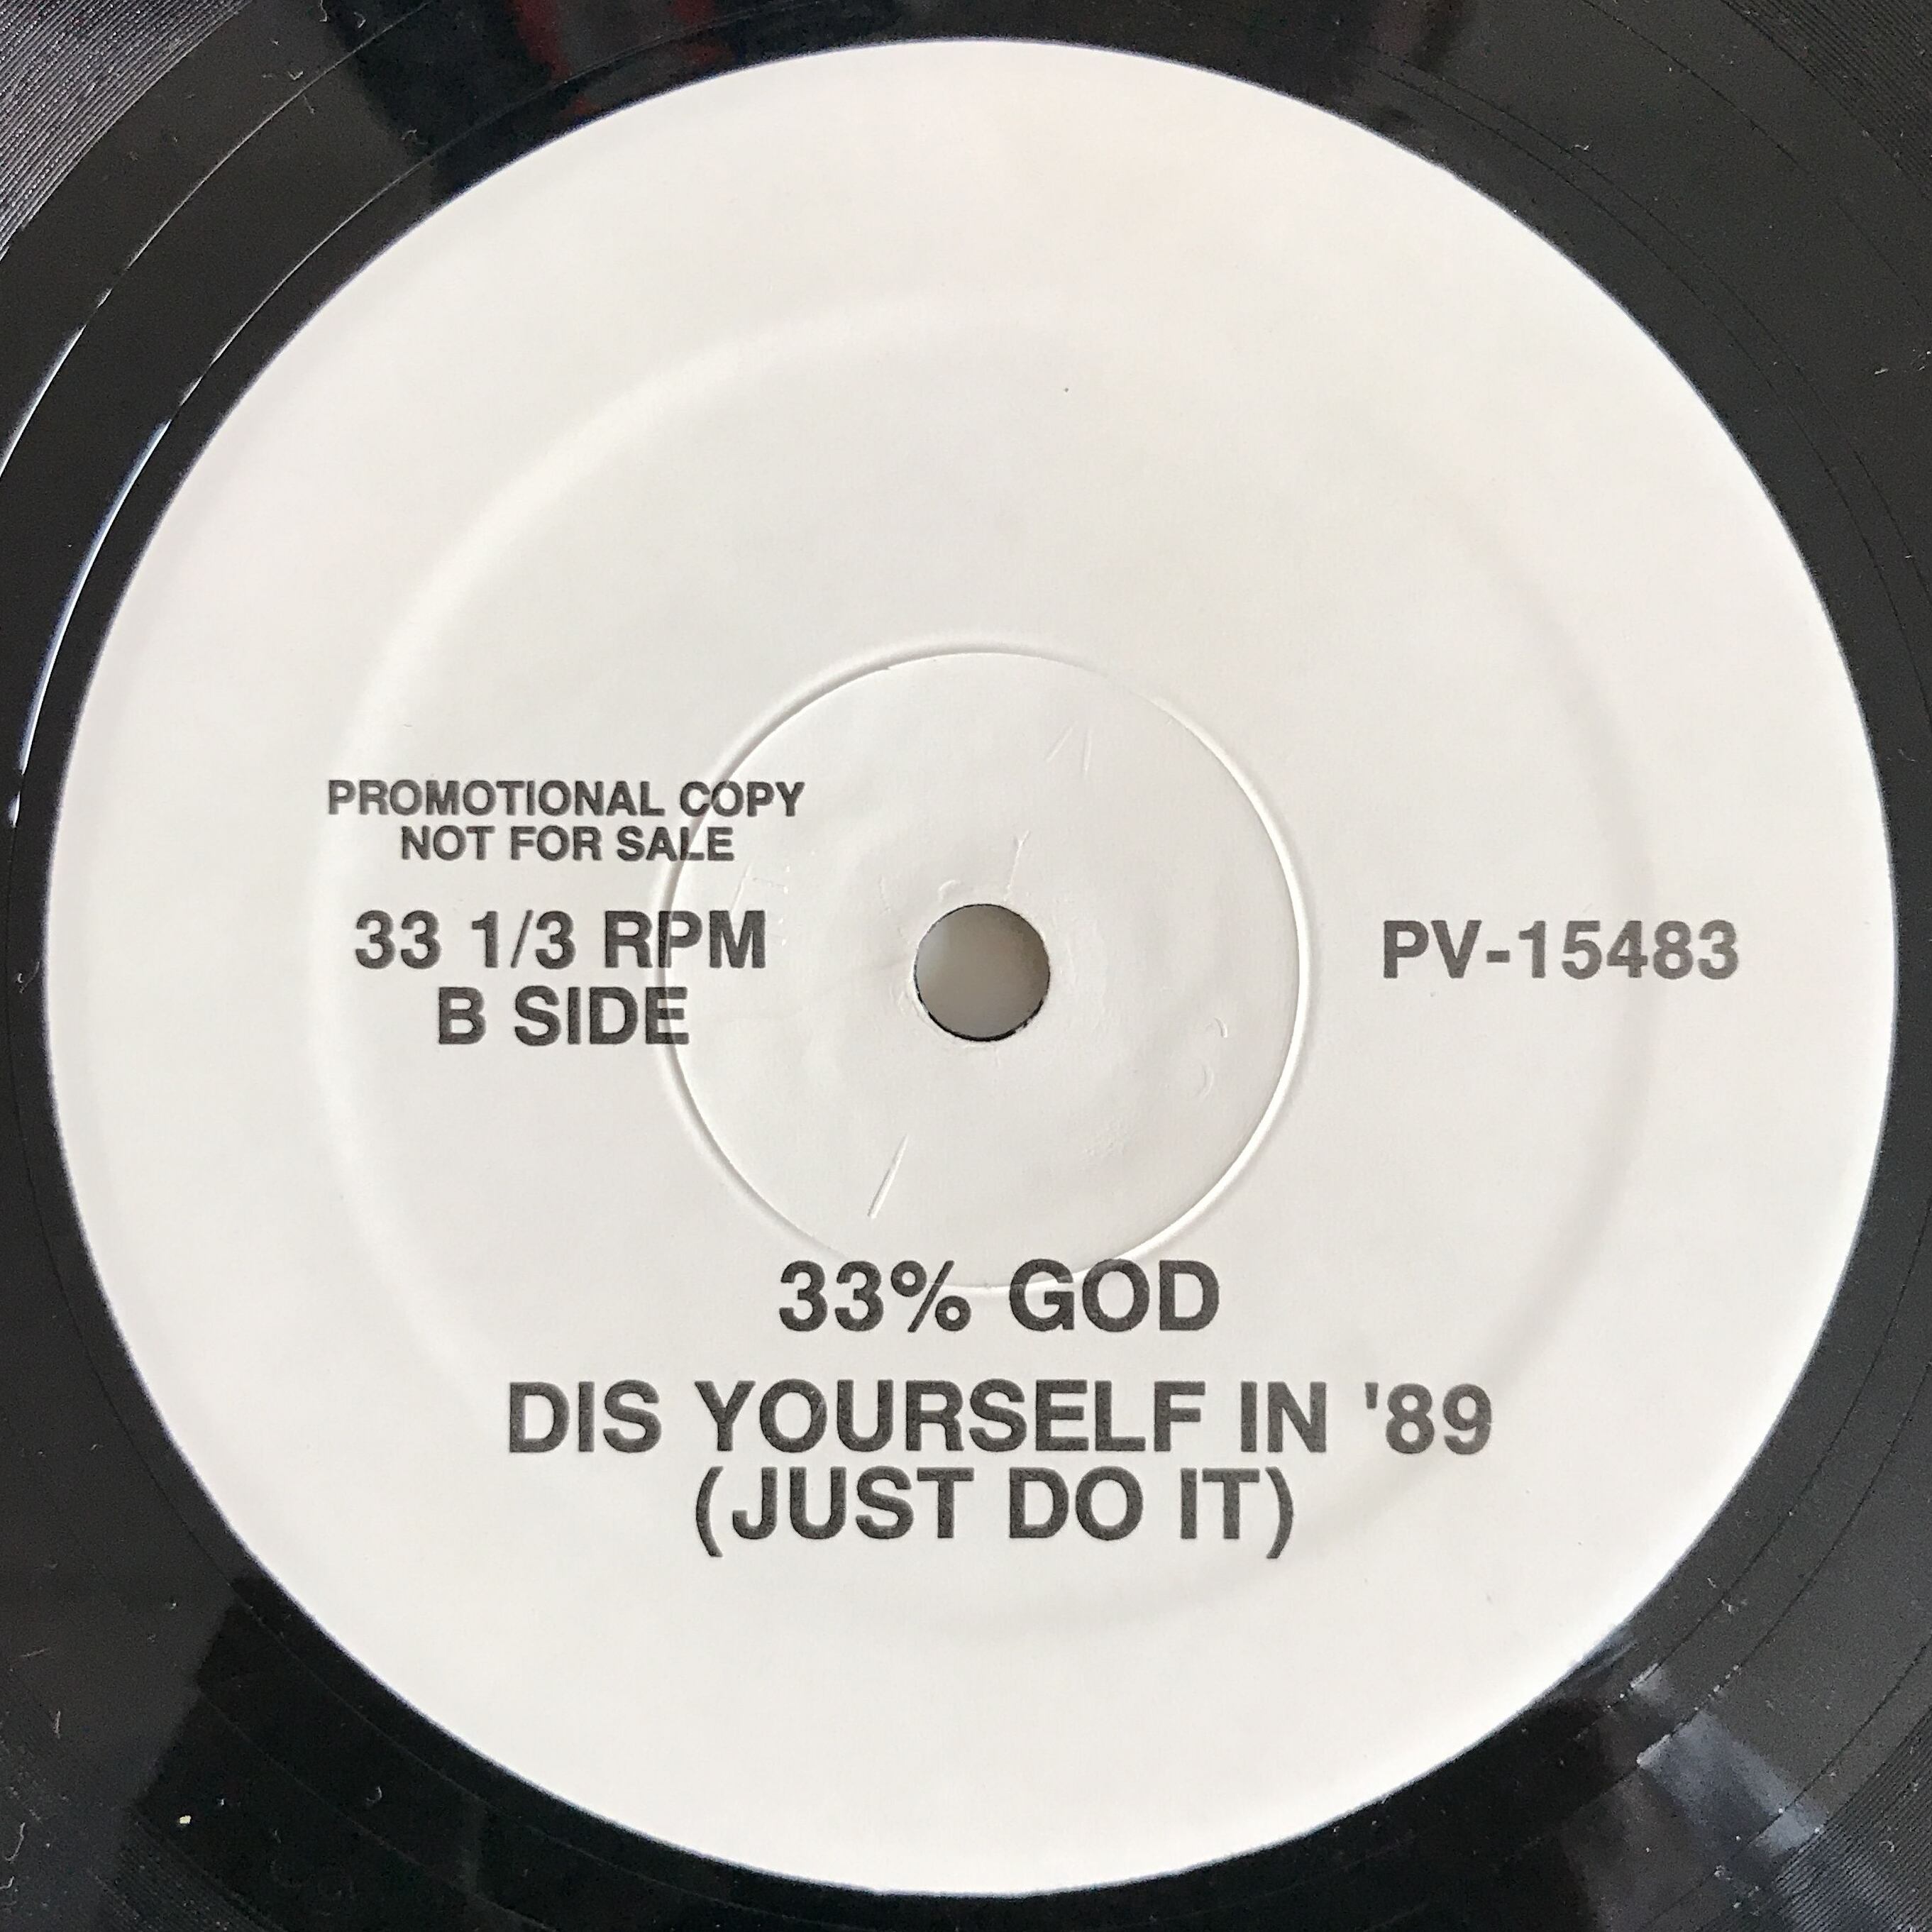 PROMOTIONAL COPY
NOT FOR SALE
33 1/3 RPM
B SIDE
PV-15483
33% GOD
DIS YOURSELF IN '89
(JUST DO IT)